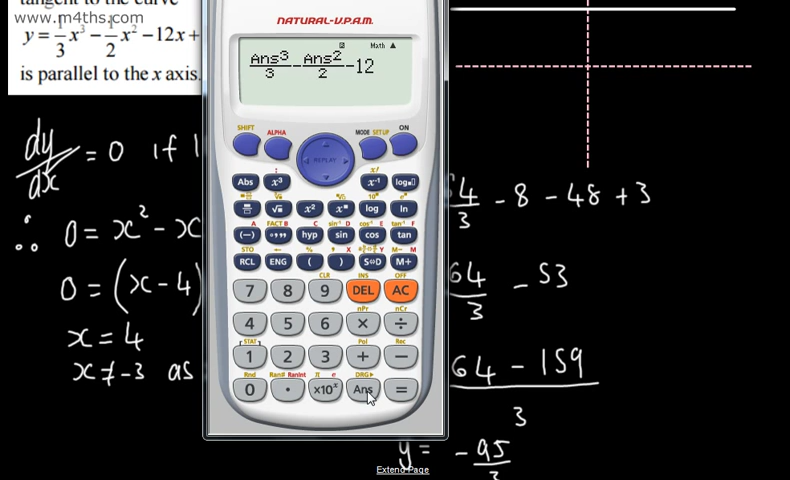 tangent to the curve
www.m4ths.com
y = 1/3 x³ − 1/2 x² − 12x +
is parallel to the x axis.
dy/dx = 0 if
∴ 0 = x² − x
0 = (x − 4)
x = 4
x ≠ −3 as
NATURAL-V.P.A.M.
Math ▲
Ans³/3 − Ans²/2 − 12
SHIFT ALPHA REPLAY MODE SETUP ON
Abs x³ x⁻¹ log
√ x² x log ln
(−) hyp sin cos tan
RCL ENG ( ) S⇔D M+
7 8 9 DEL AC
4 5 6 × ÷
1 2 3 + −
0 • ×10ˣ Ans =
64/3 − 8 − 48 + 3
64/3 − 53
64 − 159
3
y = −95/3
Extend Page